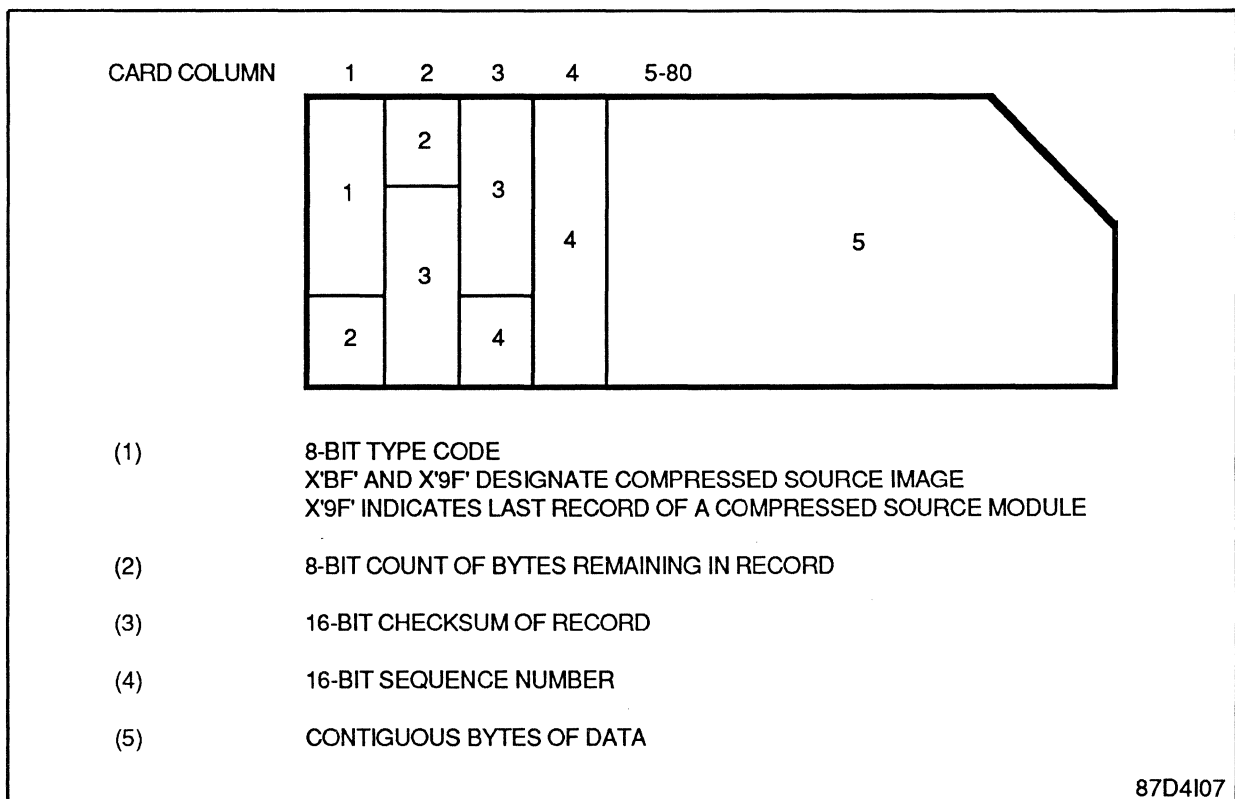 CARD COLUMN 1 2 3 4 5-80
2
1 3
4 5
3
2 4
(1) 8-BIT TYPE CODE
X'BF' AND X'9F' DESIGNATE COMPRESSED SOURCE IMAGE
X'9F' INDICATES LAST RECORD OF A COMPRESSED SOURCE MODULE
(2) 8-BIT COUNT OF BYTES REMAINING IN RECORD
(3) 16-BIT CHECKSUM OF RECORD
(4) 16-BIT SEQUENCE NUMBER
(5) CONTIGUOUS BYTES OF DATA
87D4I07